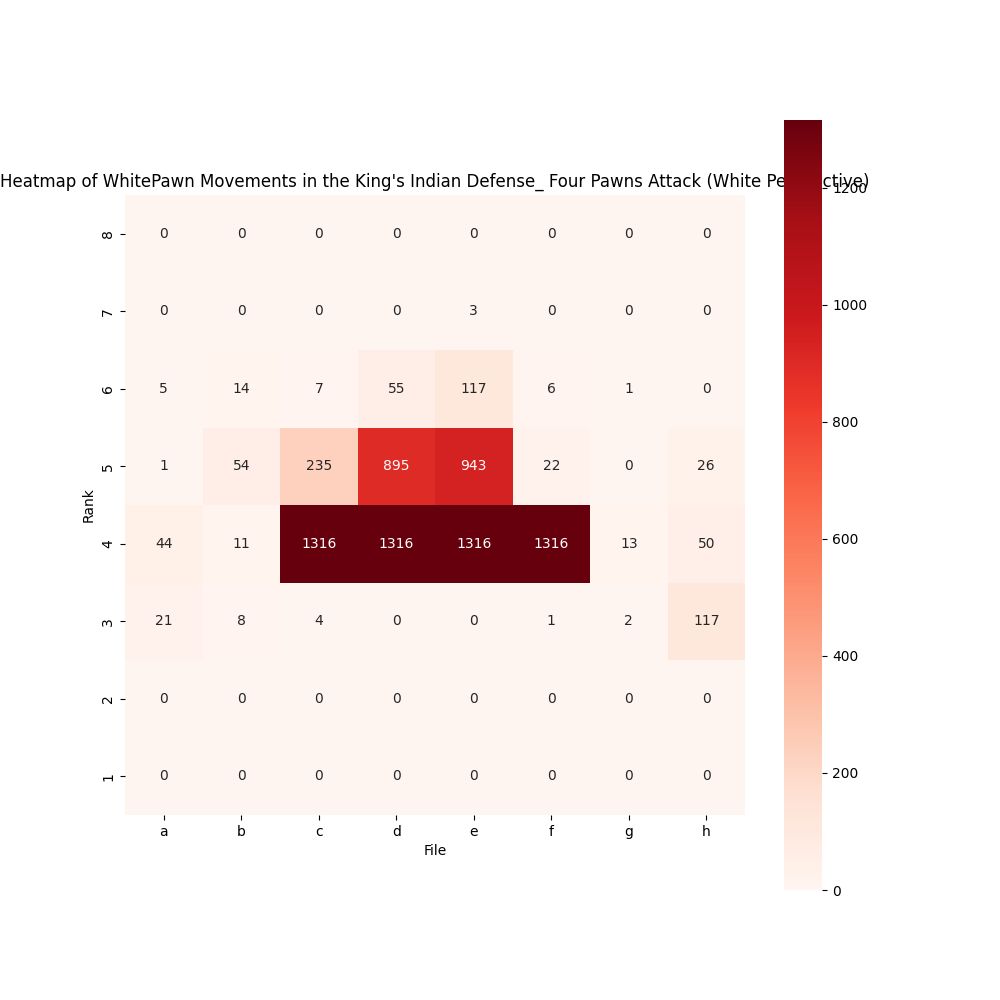 Heatmap of WhitePawn Movements in the King's Indian Defense_ Four Pawns Attack (White Pe ctive)
1200
8 0 0 0 0 0 0 0 0
7 0 0 0 0 3 0 0 0
1000
6 5 14 7 55 117 6 1 0
800
5 1 54 235 895 943 22 0 26
Rank
4 44 11 1316 1316 1316 1316 13 50
600
3 21 8 4 0 0 1 2 117
400
2 0 0 0 0 0 0 0 0
200
1 0 0 0 0 0 0 0 0
a b c d e f g h
File
0